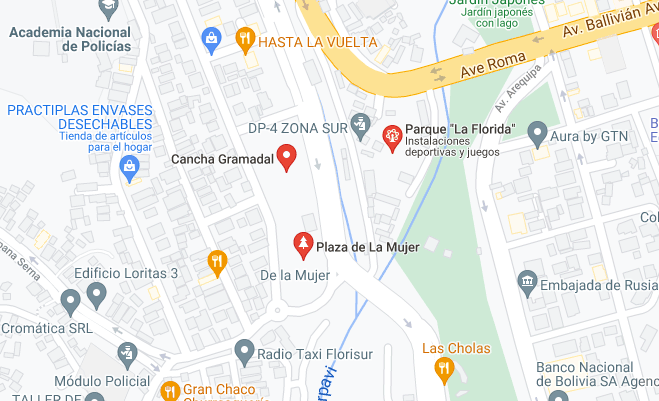 Jardín Japonés
Jardín japonés
con lago
Academia Nacional
de Policías
HASTA LA VUELTA
Av. Ballivián Av
Ave Roma
Av. Arequipa
PRACTIPLAS ENVASES
DESECHABLES
Tienda de artículos
para el hogar
DP-4 ZONA SUR
Parque "La Florida"
Instalaciones
deportivas y juegos
Aura by GTN
Cancha Gramadal
Plaza de La Mujer
De la Mujer
Serna
Edificio Loritas 3
Embajada de Rusia
Cromática SRL
Radio Taxi Florisur
Las Cholas
Módulo Policial
Gran Chaco
Banco Nacional
de Bolivia SA Agenc
TALLER DE